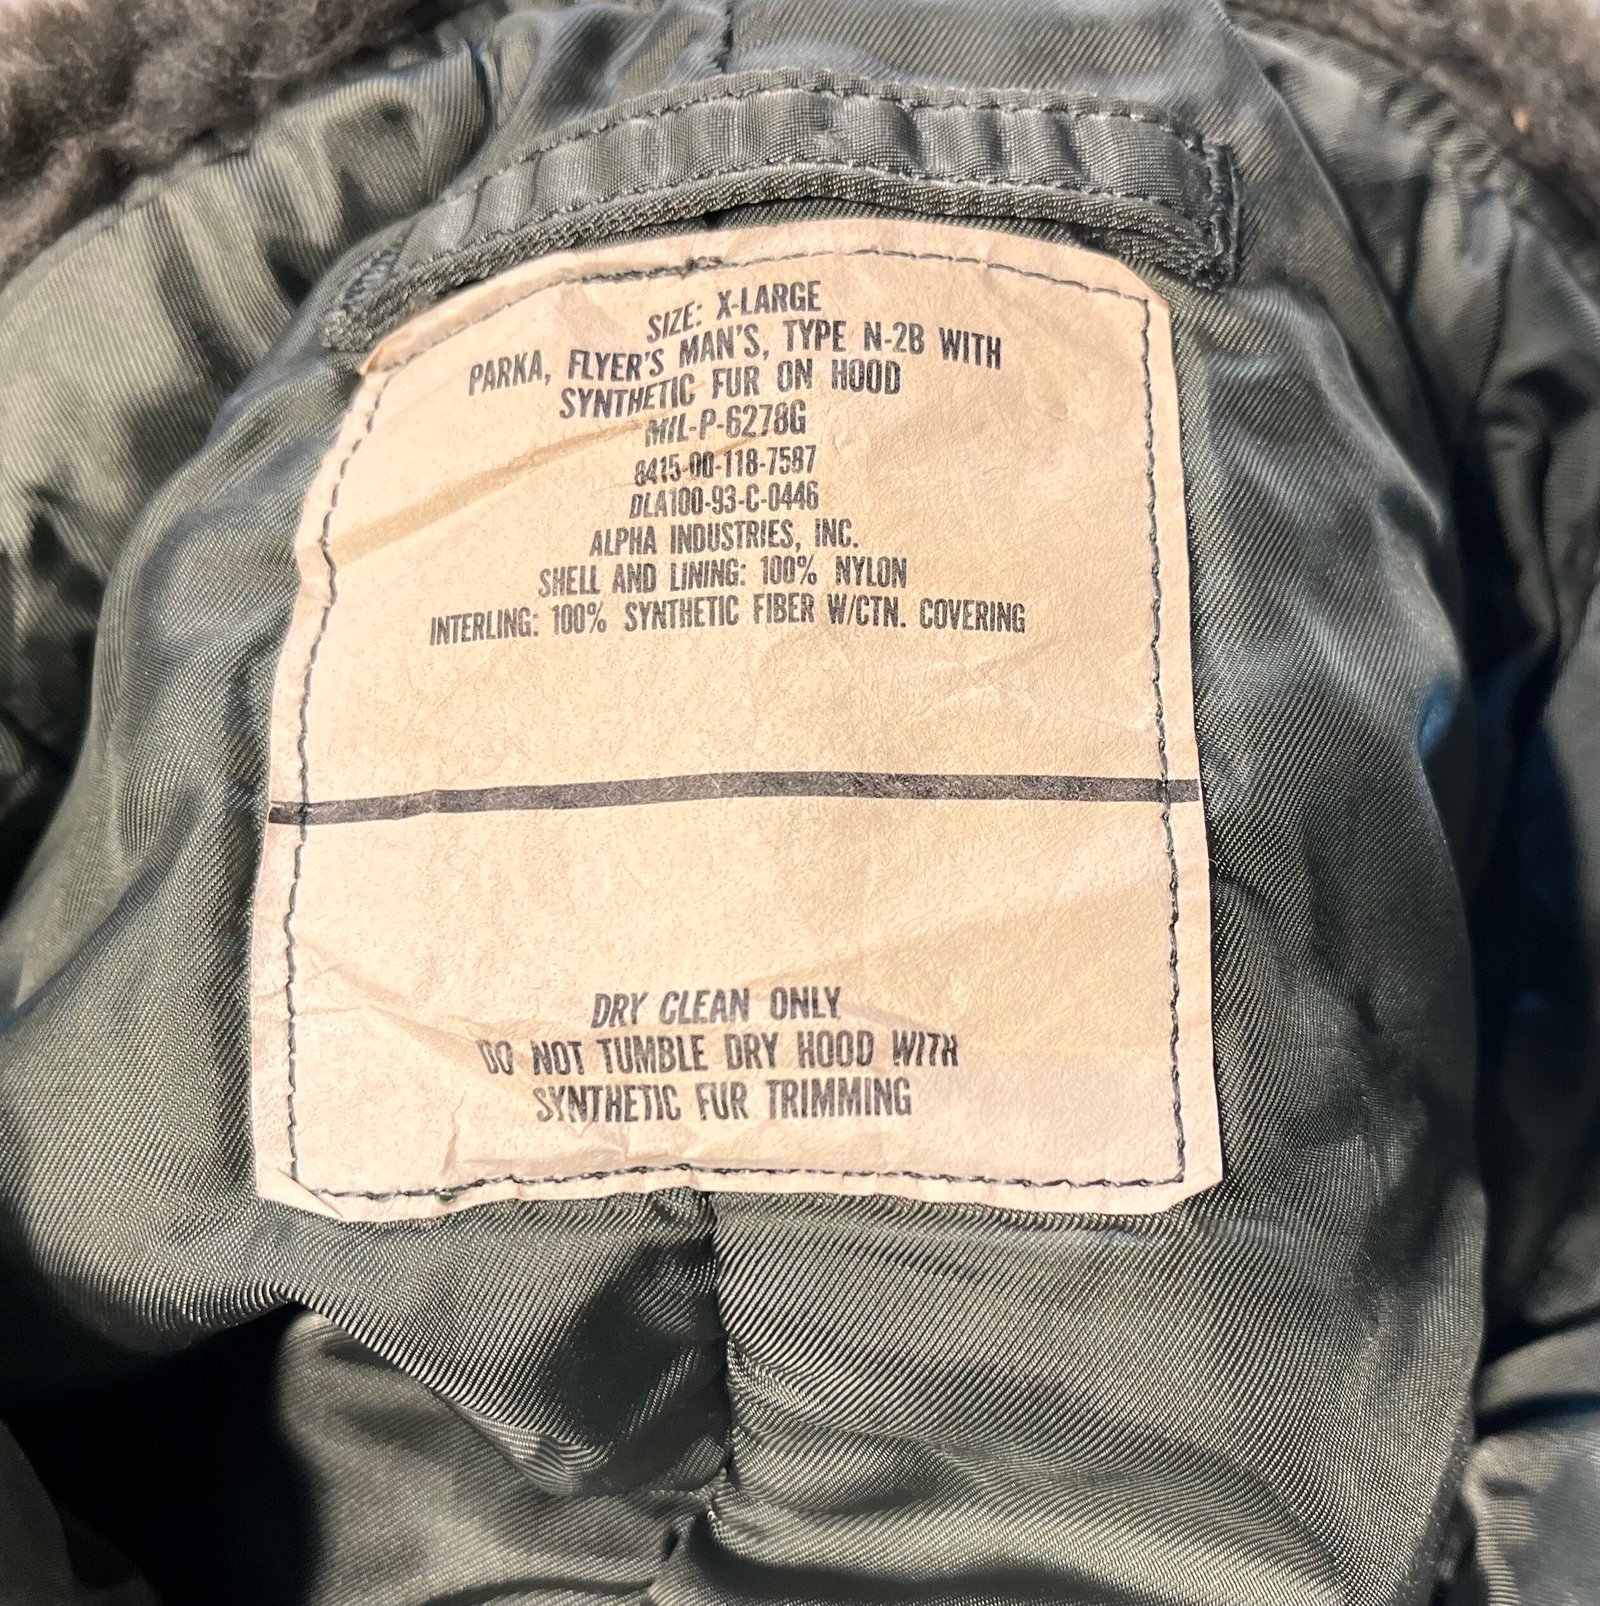 SIZE: X-LARGE
PARKA, FLYER'S MAN'S, TYPE N-2B WITH
SYNTHETIC FUR ON HOOD
MIL-P-6278G
8415-00-118-7587
DLA100-93-C-0446
ALPHA INDUSTRIES, INC.
SHELL AND LINING: 100% NYLON
INTERLING: 100% SYNTHETIC FIBER W/CTN. COVERING
DRY CLEAN ONLY
DO NOT TUMBLE DRY HOOD WITH
SYNTHETIC FUR TRIMMING